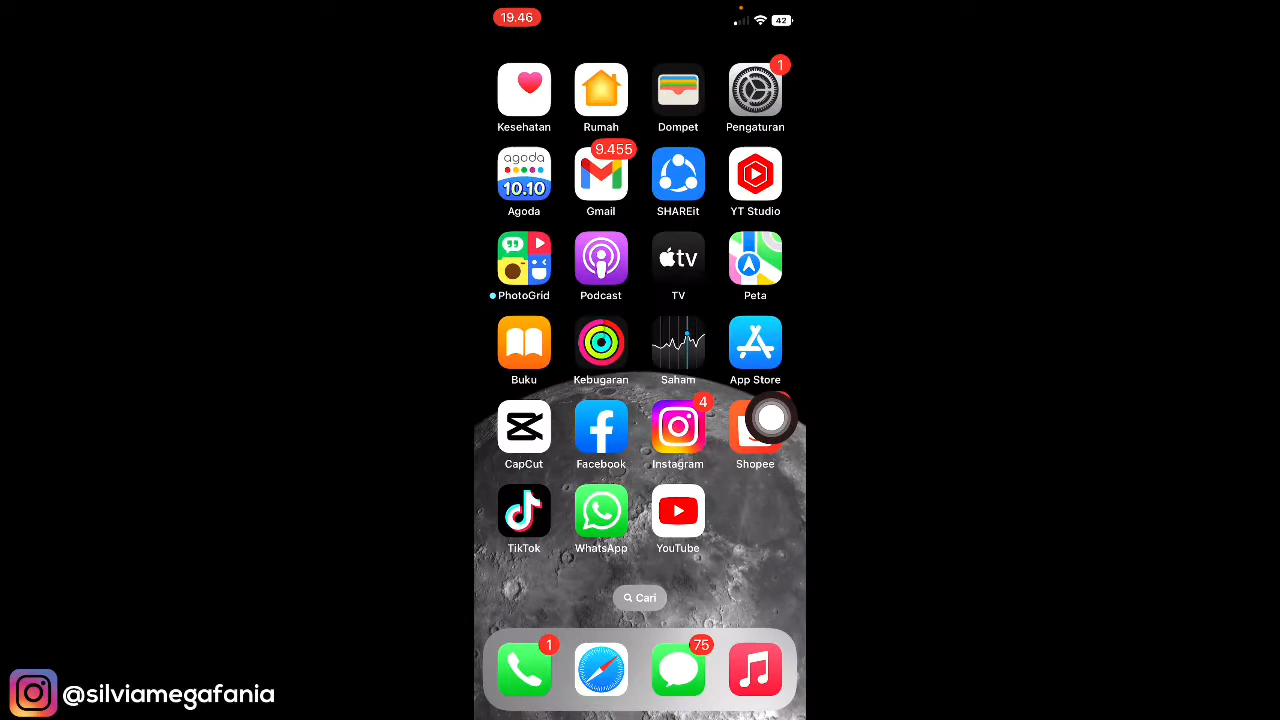 19.46
42
1
Kesehatan
Rumah
Dompet
Pengaturan
agoda
10.10
9.455
Agoda
Gmail
SHAREit
YT Studio
tv
PhotoGrid
Podcast
TV
Peta
Buku
Kebugaran
Saham
App Store
4
CapCut
Facebook
Instagram
Shopee
TikTok
WhatsApp
YouTube
Cari
1
75
@silviamegafania